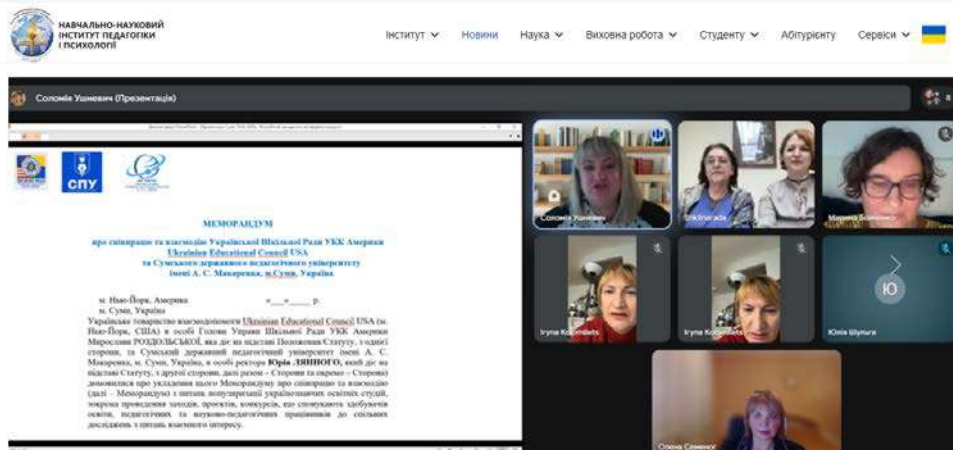 НАВЧАЛЬНО-НАУКОВИЙ
ІНСТИТУТ ПЕДАГОГІКИ
І ПСИХОЛОГІЇ
Інститут Новини Наука Виховна робота Студенту Абітурієнту Сервіси
Соломія Ушневич (Презентація)
СПУ
МЕМОРАНДУМ
про співпрацю та взаємодію Української Шкільної Ради УКК Америки
Ukrainian Educational Council USA
та Сумського державного педагогічного університету
імені А. С. Макаренка, м.Суми, Україна
м. Нью-Йорк, Америка «___»_____ р.
м. Суми, Україна
Українське товариство взаємодопомоги Ukrainian Educational Council USA (м.
Нью-Йорк, США) в особі Голови Управи Шкільної Ради УКК Америки
Мирослави РОЗДОЛЬСЬКОЇ, яка діє на підставі Положення Статуту, з однієї
сторони, та Сумський державний педагогічний університет імені А. С.
Макаренка, м. Суми, Україна, в особі ректора Юрія ЛЯННОГО, який діє на
підставі Статуту, з другої сторони, далі разом – Сторони та окремо – Сторона)
домовилися про укладення цього Меморандуму про співпрацю та взаємодію
(далі – Меморандум) з питань популяризації українознавчих освітніх студій,
зокрема проведення заходів, проєктів, конкурсів, що спонукають здобувачів
освіти, педагогічних та науково-педагогічних працівників до спільних
досліджень з питань взаємного інтересу.
Соломія Ушневич
Shkilnarada
Марина Бойченко
Iryna
Iryna
Ю
Юлія Шульга
Олена Семеног